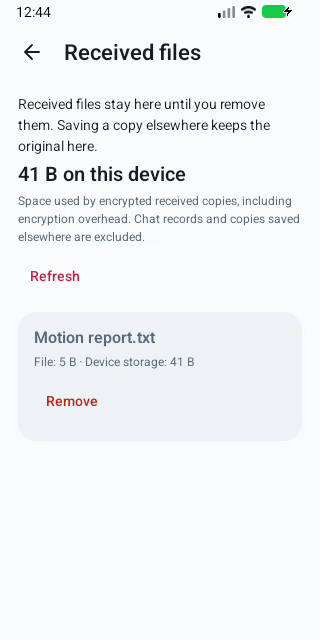 12:44
Received files
Received files stay here until you remove
them. Saving a copy elsewhere keeps the
original here.
41 B on this device
Space used by encrypted received copies, including
encryption overhead. Chat records and copies saved
elsewhere are excluded.
Refresh
Motion report.txt
File: 5 B · Device storage: 41 B
Remove